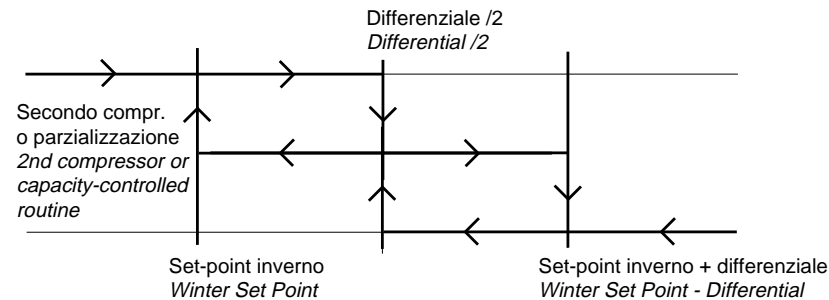 Differenziale /2
Differential /2
Secondo compr.
o parzializzazione
2nd compressor or
capacity-controlled
routine
Set-point inverno
Winter Set Point
Set-point inverno + differenziale
Winter Set Point - Differential